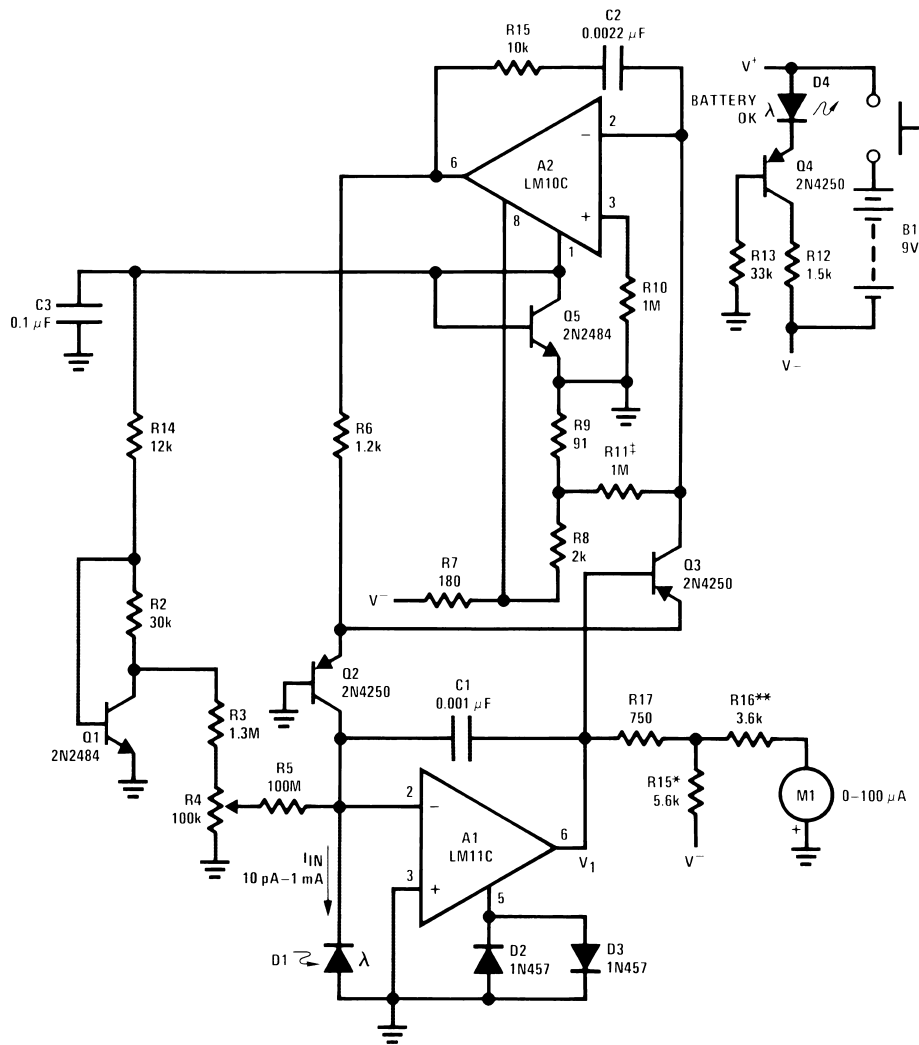 C2
0.0022 μF
R15
10k
V+
D4
BATTERY
OK
λ
2
−
A2
LM10C
6
Q4
2N4250
8
3
+
1
B1
9V
R13
33k
R12
1.5k
C3
0.1 μF
R10
1M
Q5
2N2484
V−
R14
12k
R6
1.2k
R9
91
R11‡
1M
R8
2k
R7
180
V−
Q3
2N4250
R2
30k
Q2
2N4250
C1
0.001 μF
R17
750
R16**
3.6k
R3
1.3M
Q1
2N2484
R5
100M
R15*
5.6k
M1
0–100 μA
+
R4
100k
2
−
A1
LM11C
6
V1
V−
IIN
10 pA–1 mA
3
+
5
D1
λ
D2
1N457
D3
1N457